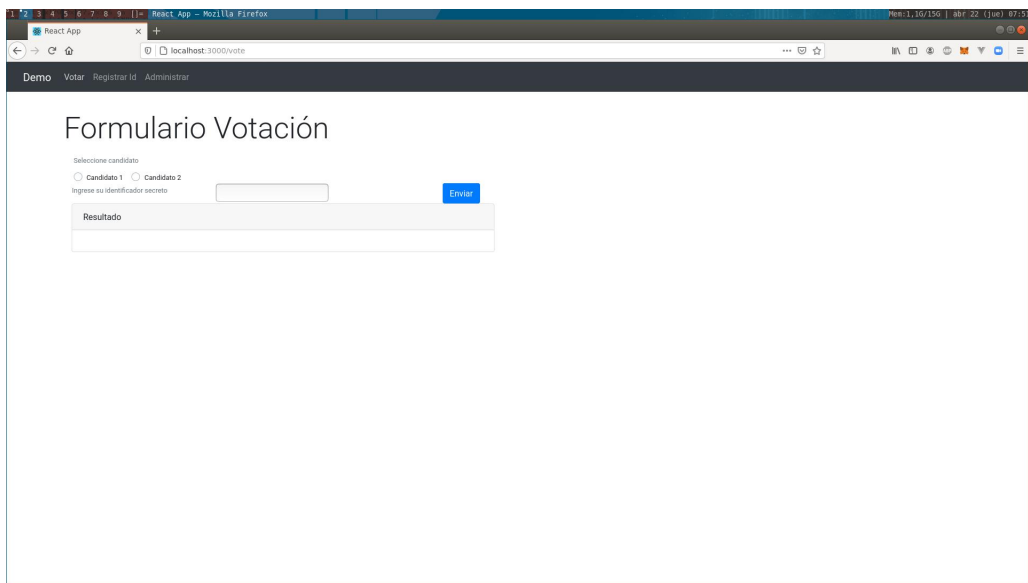 1 2 3 4 5 6 7 8 9 []= React App – Mozilla Firefox
Mem:1,1G/15G | abr 22 (jue) 07:5
React App
localhost:3000/vote
Demo Votar Registrar Id Administrar
Formulario Votación
Seleccione candidato
Candidato 1 Candidato 2
Ingrese su identificador secreto
Enviar
Resultado